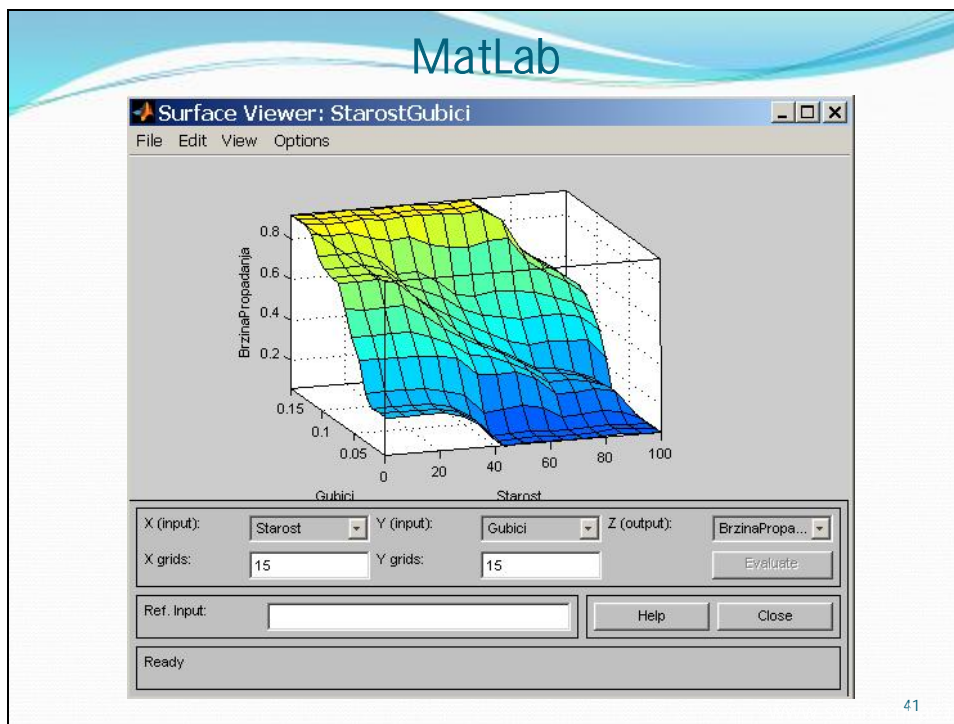 MatLab
Surface Viewer: StarostGubici
File Edit View Options
0.8
0.6
0.4
0.2
BrzinaPropadanja
0.15
0.1
0.05
0
20
40
60
80
100
Gubici
Starost
X (input): Starost Y (input): Gubici Z (output): BrzinaPropa...
X grids: 15 Y grids: 15 Evaluate
Ref. Input: Help Close
Ready
41